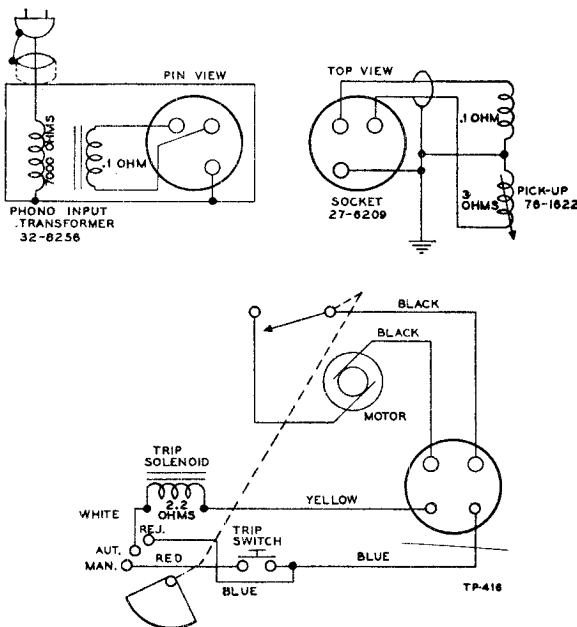 PIN VIEW
7000 OHMS
.1 OHM
PHONO INPUT
.TRANSFORMER
32-8256
TOP VIEW
.1 OHM
SOCKET
27-6209
3
OHMS
PICK-UP
76-1622
BLACK
BLACK
MOTOR
TRIP
SOLENOID
2.2
OHMS
WHITE
YELLOW
REJ.
TRIP
SWITCH
AUT.
MAN.
RED
BLUE
BLUE
TP-416